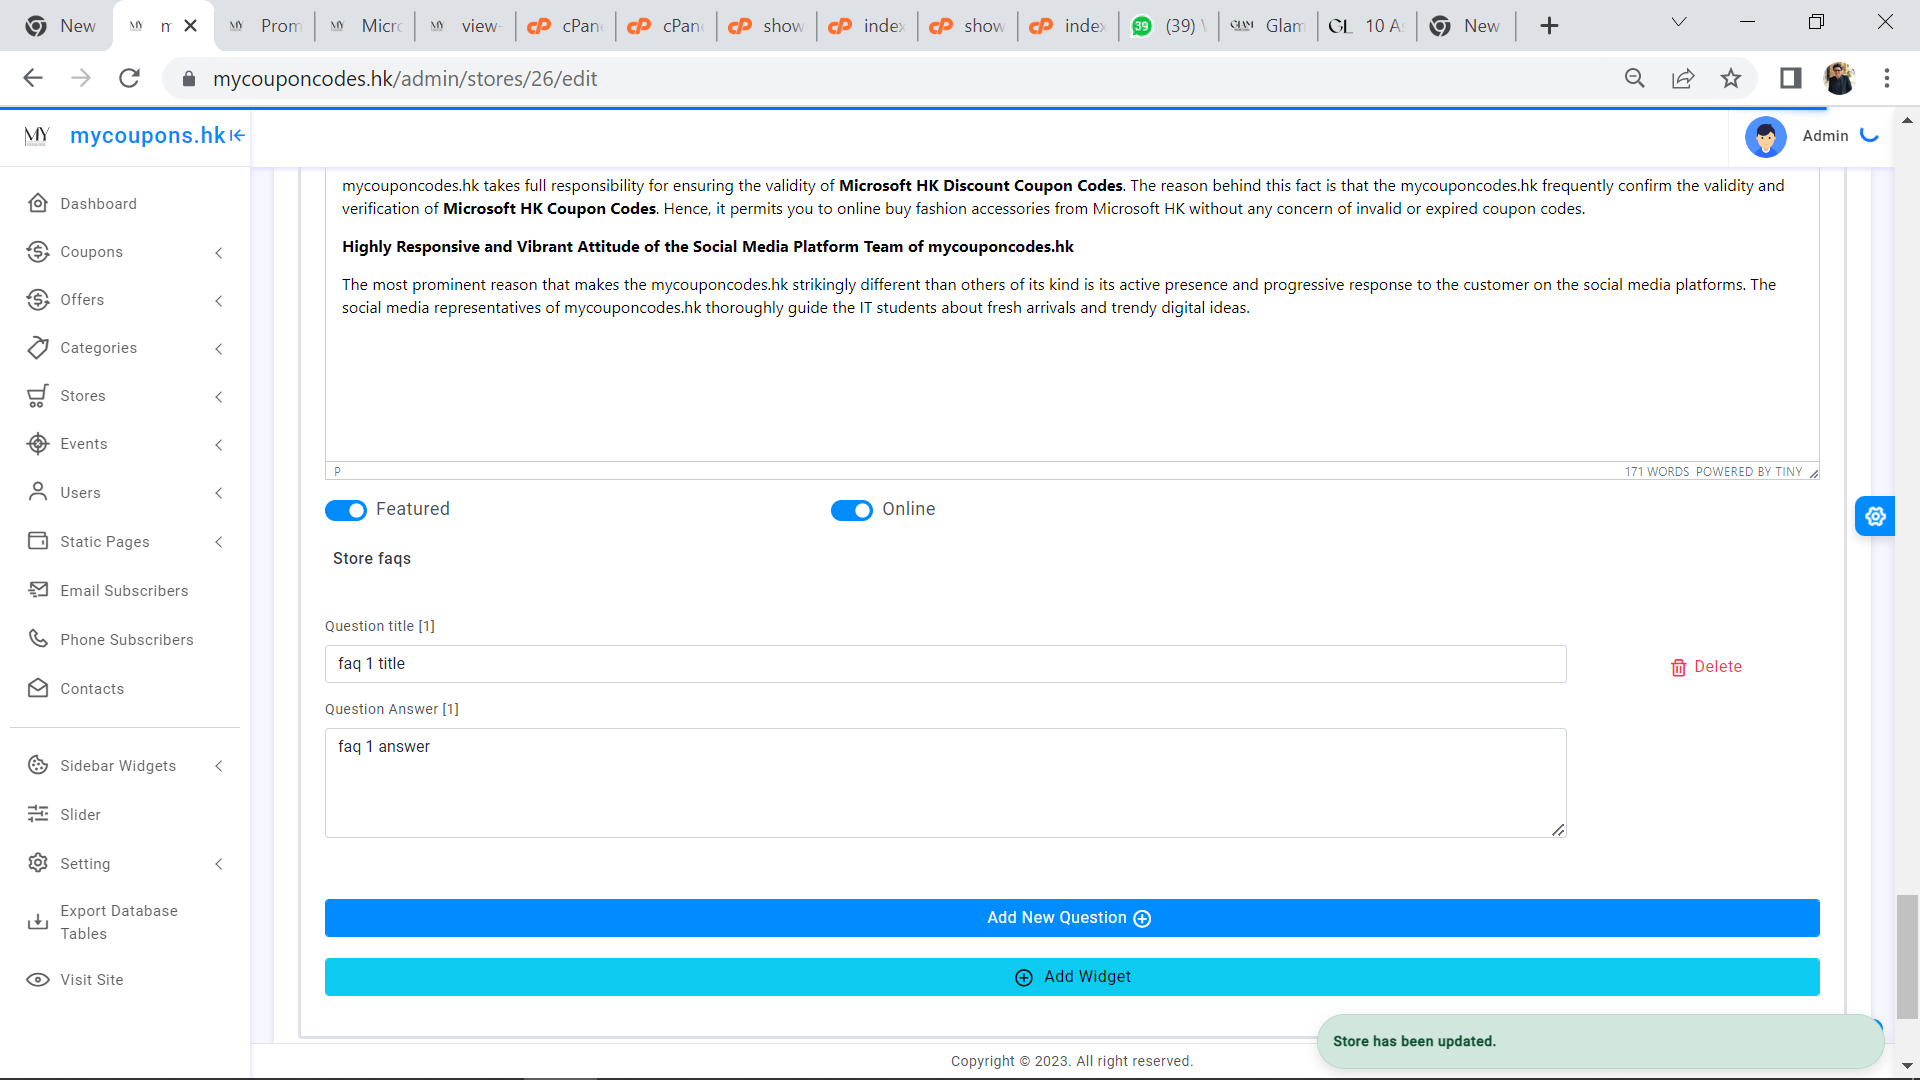 New
m
Prom
Micro
view-
cPan
cPan
show
index
show
index
(39)
Glam
10 A
New
mycouponcodes.hk/admin/stores/26/edit
MY mycoupons.hk
Admin
Dashboard
Coupons
Offers
Categories
Stores
Events
Users
Static Pages
Email Subscribers
Phone Subscribers
Contacts
Sidebar Widgets
Slider
Setting
Export Database
Tables
Visit Site
mycouponcodes.hk takes full responsibility for ensuring the validity of Microsoft HK Discount Coupon Codes. The reason behind this fact is that the mycouponcodes.hk frequently confirm the validity and
verification of Microsoft HK Coupon Codes. Hence, it permits you to online buy fashion accessories from Microsoft HK without any concern of invalid or expired coupon codes.
Highly Responsive and Vibrant Attitude of the Social Media Platform Team of mycouponcodes.hk
The most prominent reason that makes the mycouponcodes.hk strikingly different than others of its kind is its active presence and progressive response to the customer on the social media platforms. The
social media representatives of mycouponcodes.hk thoroughly guide the IT students about fresh arrivals and trendy digital ideas.
P
171 WORDS POWERED BY TINY
Featured
Online
Store faqs
Question title [1]
faq 1 title
Delete
Question Answer [1]
faq 1 answer
Add New Question
Add Widget
Store has been updated.
Copyright © 2023. All right reserved.